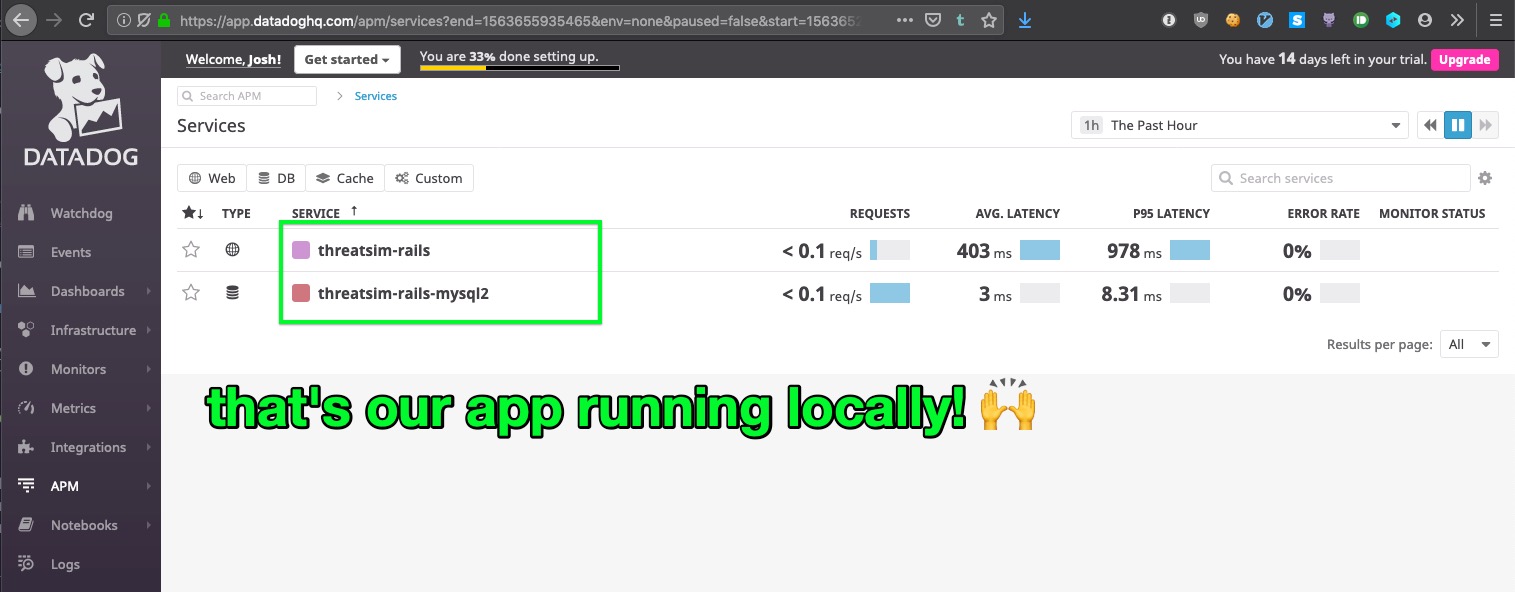 https://app.datadoghq.com/apm/services?end=1563655935465&env=none&paused=false&start=156365
Welcome, Josh!
Get started
You are 33% done setting up.
You have 14 days left in your trial.
Upgrade
DATADOG
Watchdog
Events
Dashboards
Infrastructure
Monitors
Metrics
Integrations
APM
Notebooks
Logs
Search APM
Services
Services
1h The Past Hour
Web DB Cache Custom
Search services
TYPE SERVICE ↑ REQUESTS AVG. LATENCY P95 LATENCY ERROR RATE MONITOR STATUS
threatsim-rails < 0.1 req/s 403 ms 978 ms 0%
threatsim-rails-mysql2 < 0.1 req/s 3 ms 8.31 ms 0%
Results per page: All
that's our app running locally! 🙌